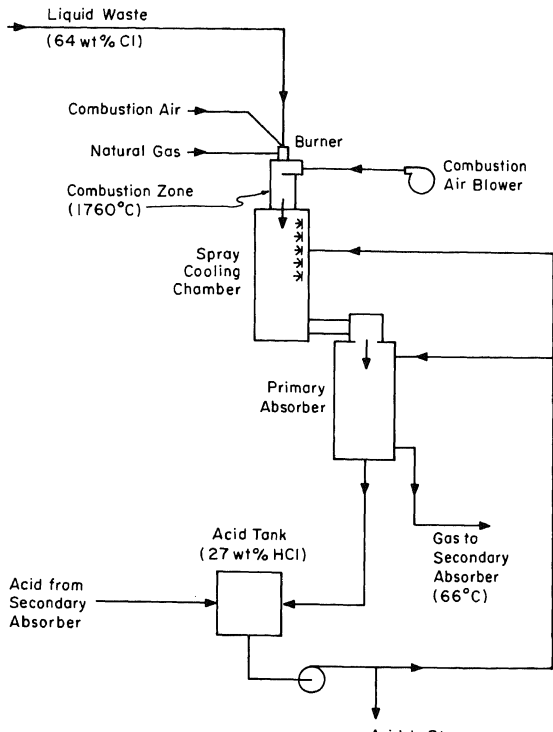 Liquid Waste
(64 wt% Cl)
Combustion Air
Burner
Natural Gas
Combustion
Air Blower
Combustion Zone
(1760°C)
Spray
Cooling
Chamber
Primary
Absorber
Acid Tank
(27 wt% HCl)
Gas to
Secondary
Absorber
(66°C)
Acid from
Secondary
Absorber